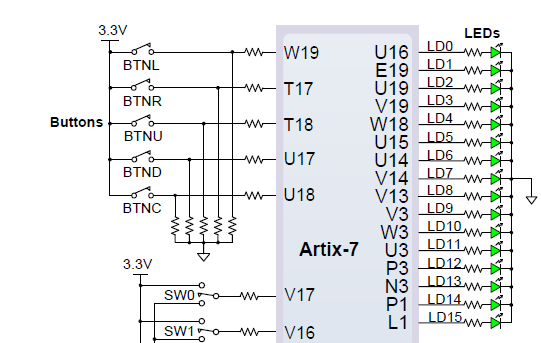 3.3V
LEDs
BTNL
W19
U16
LD0
E19
LD1
BTNR
T17
U19
LD2
V19
LD3
Buttons
BTNU
T18
W18
LD4
U15
LD5
BTND
U17
U14
LD6
V14
LD7
BTNC
U18
V13
LD8
V3
LD9
W3
LD10
Artix-7
U3
LD11
3.3V
P3
LD12
N3
LD13
SW0
V17
P1
LD14
L1
LD15
SW1
V16